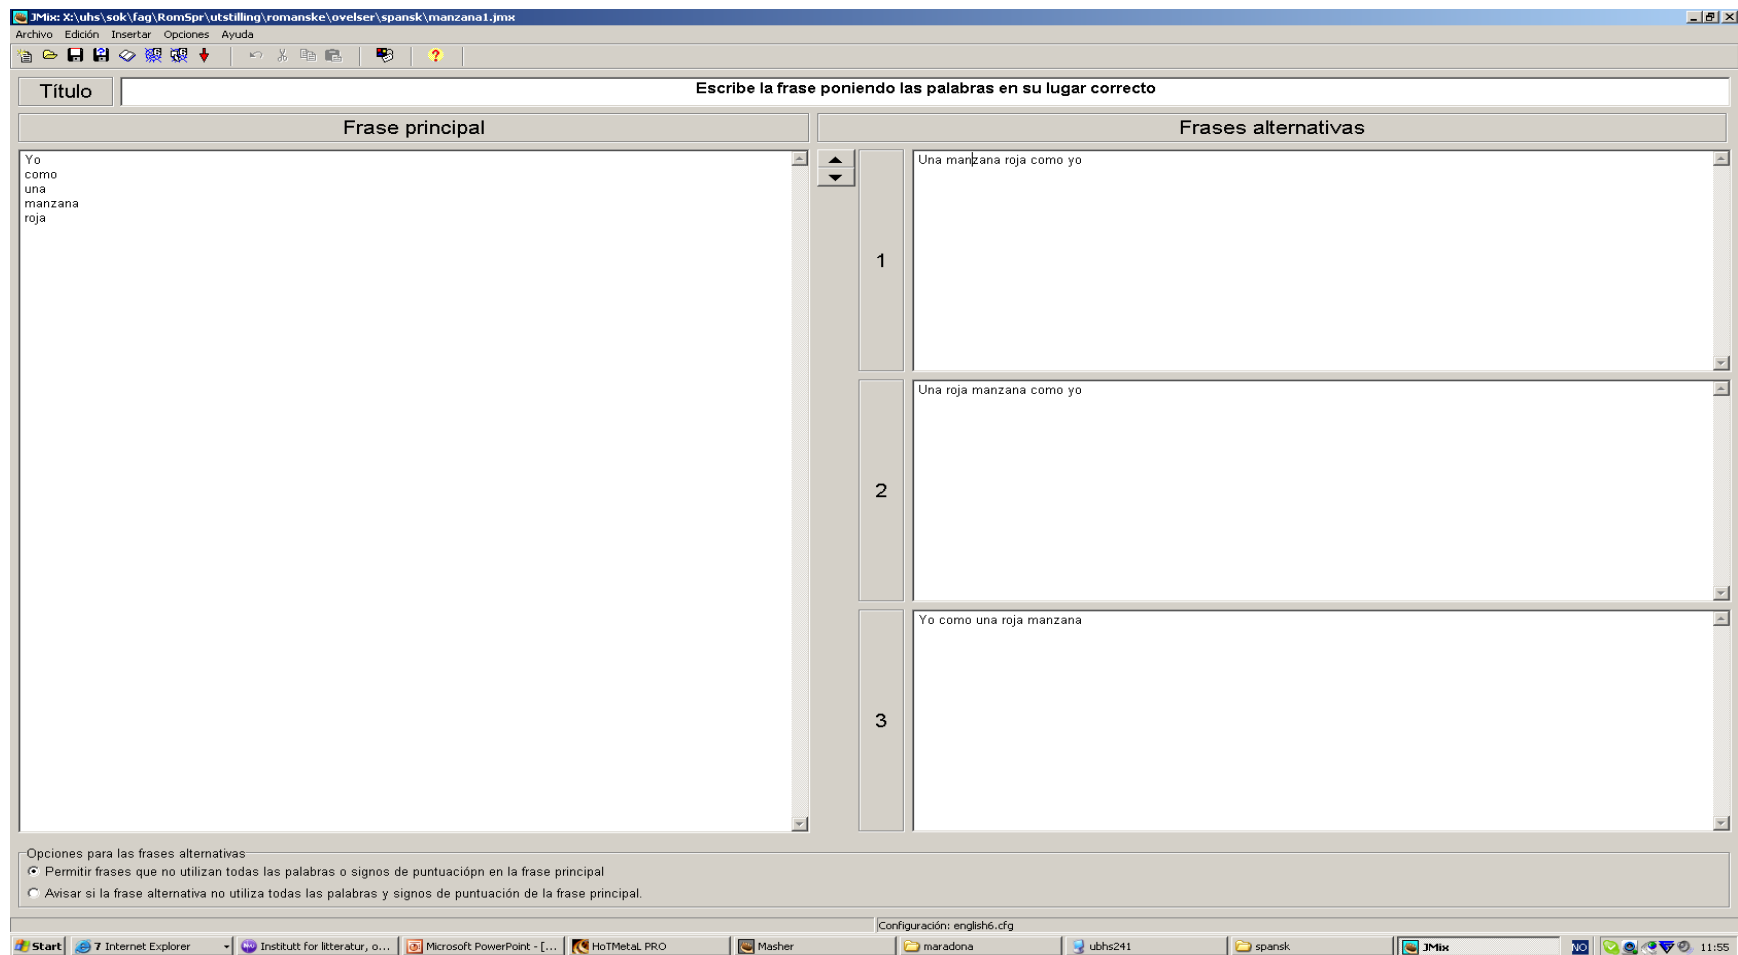 JMix: X:\uhs\sok\fag\RomSpr\utstilling\romanske\ovelser\spansk\manzana1.jmx
Archivo Edición Insertar Opciones Ayuda
Título
Escribe la frase poniendo las palabras en su lugar correcto
Frase principal
Frases alternativas
Yo
como
una
manzana
roja
1
Una manzana roja como yo
2
Una roja manzana como yo
3
Yo como una roja manzana
Opciones para las frases alternativas
Permitir frases que no utilizan todas las palabras o signos de puntuaciópn en la frase principal
Avisar si la frase alternativa no utiliza todas las palabras y signos de puntuación de la frase principal.
Configuración: english6.cfg
Start 7 Internet Explorer Institutt for litteratur, o... Microsoft PowerPoint - [... HoTMetaL PRO Masher maradona ubhs241 spansk JMix NO 11:55